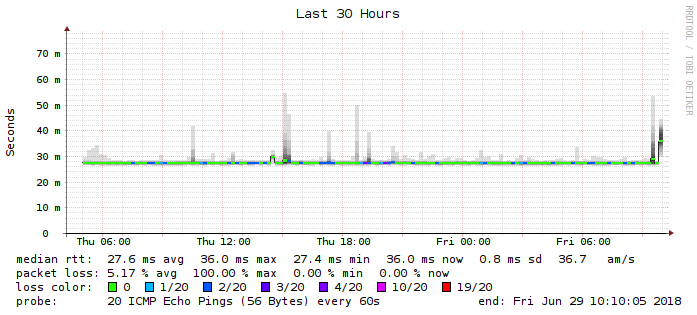 Last 30 Hours
RRDTOOL / TOBI OETIKER
Seconds
70 m
60 m
50 m
40 m
30 m
20 m
10 m
0
Thu 06:00 Thu 12:00 Thu 18:00 Fri 00:00 Fri 06:00
median rtt: 27.6 ms avg 36.0 ms max 27.4 ms min 36.0 ms now 0.8 ms sd 36.7 am/s
packet loss: 5.17 % avg 100.00 % max 0.00 % min 0.00 % now
loss color: 0 1/20 2/20 3/20 4/20 10/20 19/20
probe: 20 ICMP Echo Pings (56 Bytes) every 60s end: Fri Jun 29 10:10:05 2018